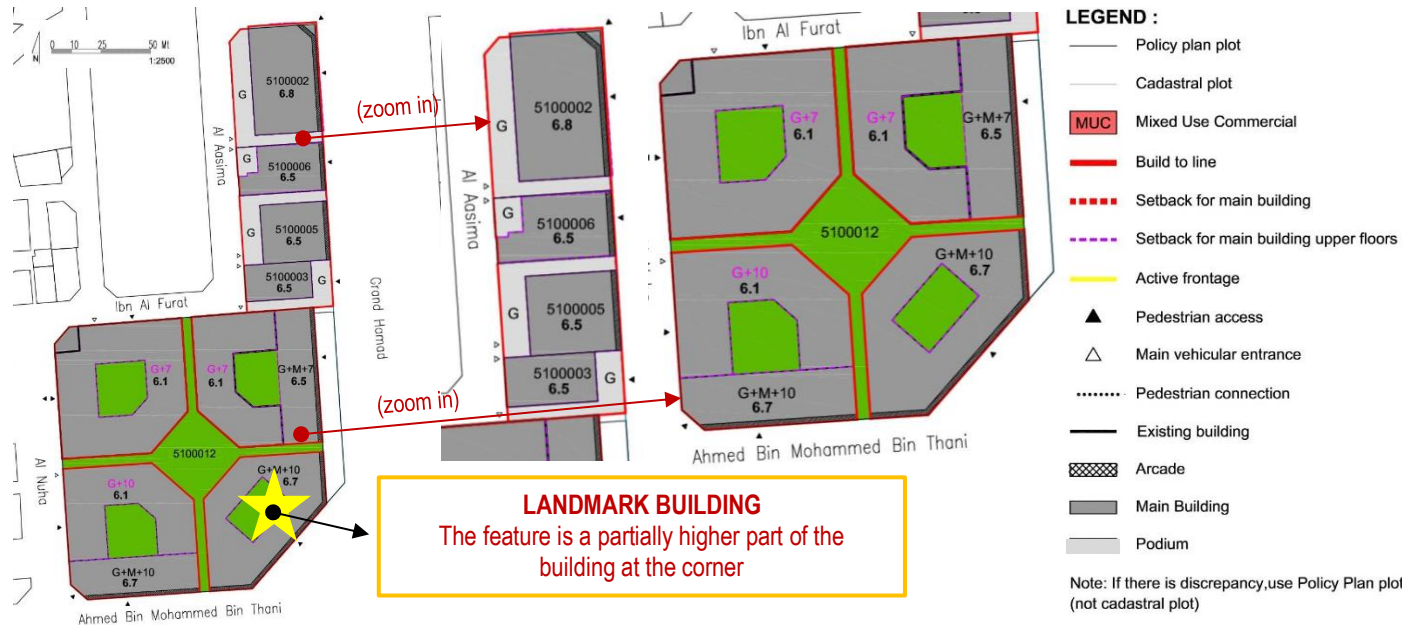 N
0 10 25 50 Mt
1:2500
5100002
6.8
G
Al Aasima
G
5100006
6.5
5100005
6.5
G
5100003
6.5
G
Ibn Al Furat
Grand Hamad
G+7
6.1
G+7
6.1
G+M+7
6.5
5100012
Al Nuha
G+10
6.1
G+M+10
6.7
G+M+10
6.7
Ahmed Bin Mohammed Bin Thani
(zoom in)
(zoom in)
5100002
6.8
G
Al Aasima
G
5100006
6.5
5100005
6.5
G
5100003
6.5
G
Ibn Al Furat
G+7
6.1
G+7
6.1
G+M+7
6.5
5100012
G+10
6.1
G+M+10
6.7
G+M+10
6.7
Ahmed Bin Mohammed Bin Thani
LANDMARK BUILDING
The feature is a partially higher part of the
building at the corner
LEGEND :
Policy plan plot
Cadastral plot
MUC Mixed Use Commercial
Build to line
Setback for main building
Setback for main building upper floors
Active frontage
Pedestrian access
Main vehicular entrance
Pedestrian connection
Existing building
Arcade
Main Building
Podium
Note: If there is discrepancy,use Policy Plan plot
(not cadastral plot)